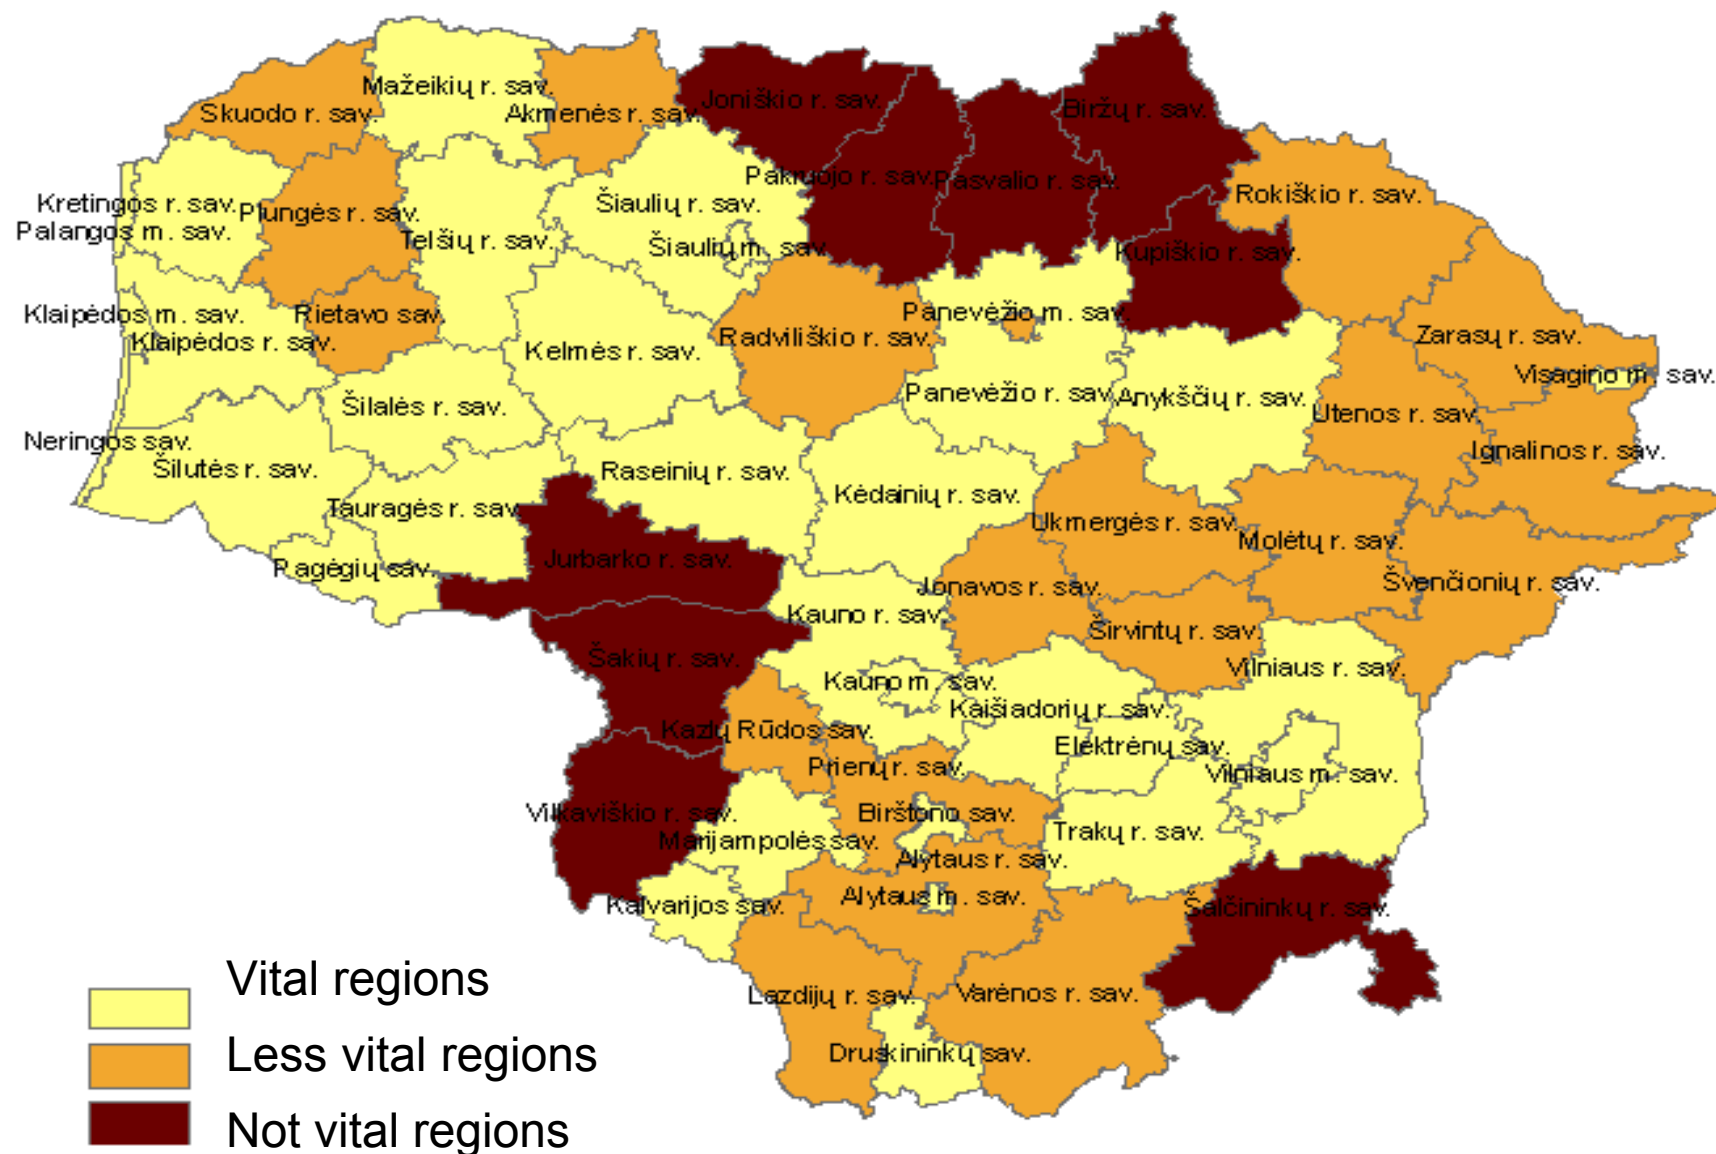 Mažeikių r. sav.
Skuodo r. sav.
Akmenės r. sav.
Joniškio r. sav.
Biržų r. sav.
Pakruojo r. sav.
Pasvalio r. sav.
Rokiškio r. sav.
Kretingos r. sav.
Plungės r. sav.
Šiaulių r. sav.
Palangos m. sav.
Telšių r. sav.
Šiaulių m. sav.
Kupiškio r. sav.
Klaipėdos m. sav.
Rietavo sav.
Panevėžio m. sav.
Klaipėdos r. sav.
Kelmės r. sav.
Radviliškio r. sav.
Zarasų r. sav.
Visagino m. sav.
Šilalės r. sav.
Panevėžio r. sav.
Anykščių r. sav.
Utenos r. sav.
Neringos sav.
Šilutės r. sav.
Raseinių r. sav.
Ignalinos r. sav.
Tauragės r. sav.
Kėdainių r. sav.
Ukmergės r. sav.
Molėtų r. sav.
Pagėgių sav.
Jurbarko r. sav.
Jonavos r. sav.
Švenčionių r. sav.
Kauno r. sav.
Širvintų r. sav.
Šakių r. sav.
Vilniaus r. sav.
Kauno m. sav.
Kaišiadorių r. sav.
Kazlų Rūdos sav.
Elektrėnų sav.
Prienų r. sav.
Vilniaus m. sav.
Vilkaviškio r. sav.
Birštono sav.
Trakų r. sav.
Marijampolės sav.
Alytaus r. sav.
Kalvarijos sav.
Alytaus m. sav.
Šalčininkų r. sav.
Lazdijų r. sav.
Varėnos r. sav.
Druskininkų sav.
Vital regions
Less vital regions
Not vital regions